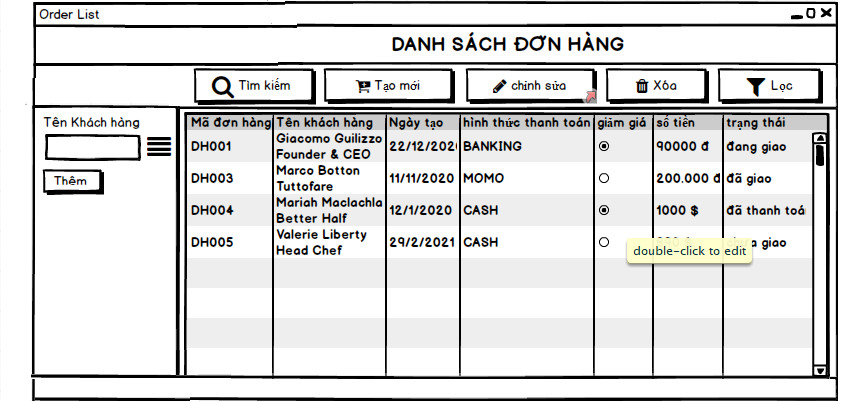 Order List
DANH SÁCH ĐƠN HÀNG
Tìm kiếm
Tạo mới
chỉnh sửa
Xóa
Lọc
Tên Khách hàng
Thêm
Mã đơn hàng Tên khách hàng Ngày tạo hình thức thanh toán giảm giá số tiền trạng thái
DH001 Giacomo Guilizzo Founder & CEO 22/12/202 BANKING 90000 đ đang giao
DH003 Marco Botton Tuttofare 11/11/2020 MOMO 200.000 đ đã giao
DH004 Mariah Maclachla Better Half 12/1/2020 CASH 1000 $ đã thanh toá
DH005 Valerie Liberty Head Chef 29/2/2021 CASH giao
double-click to edit